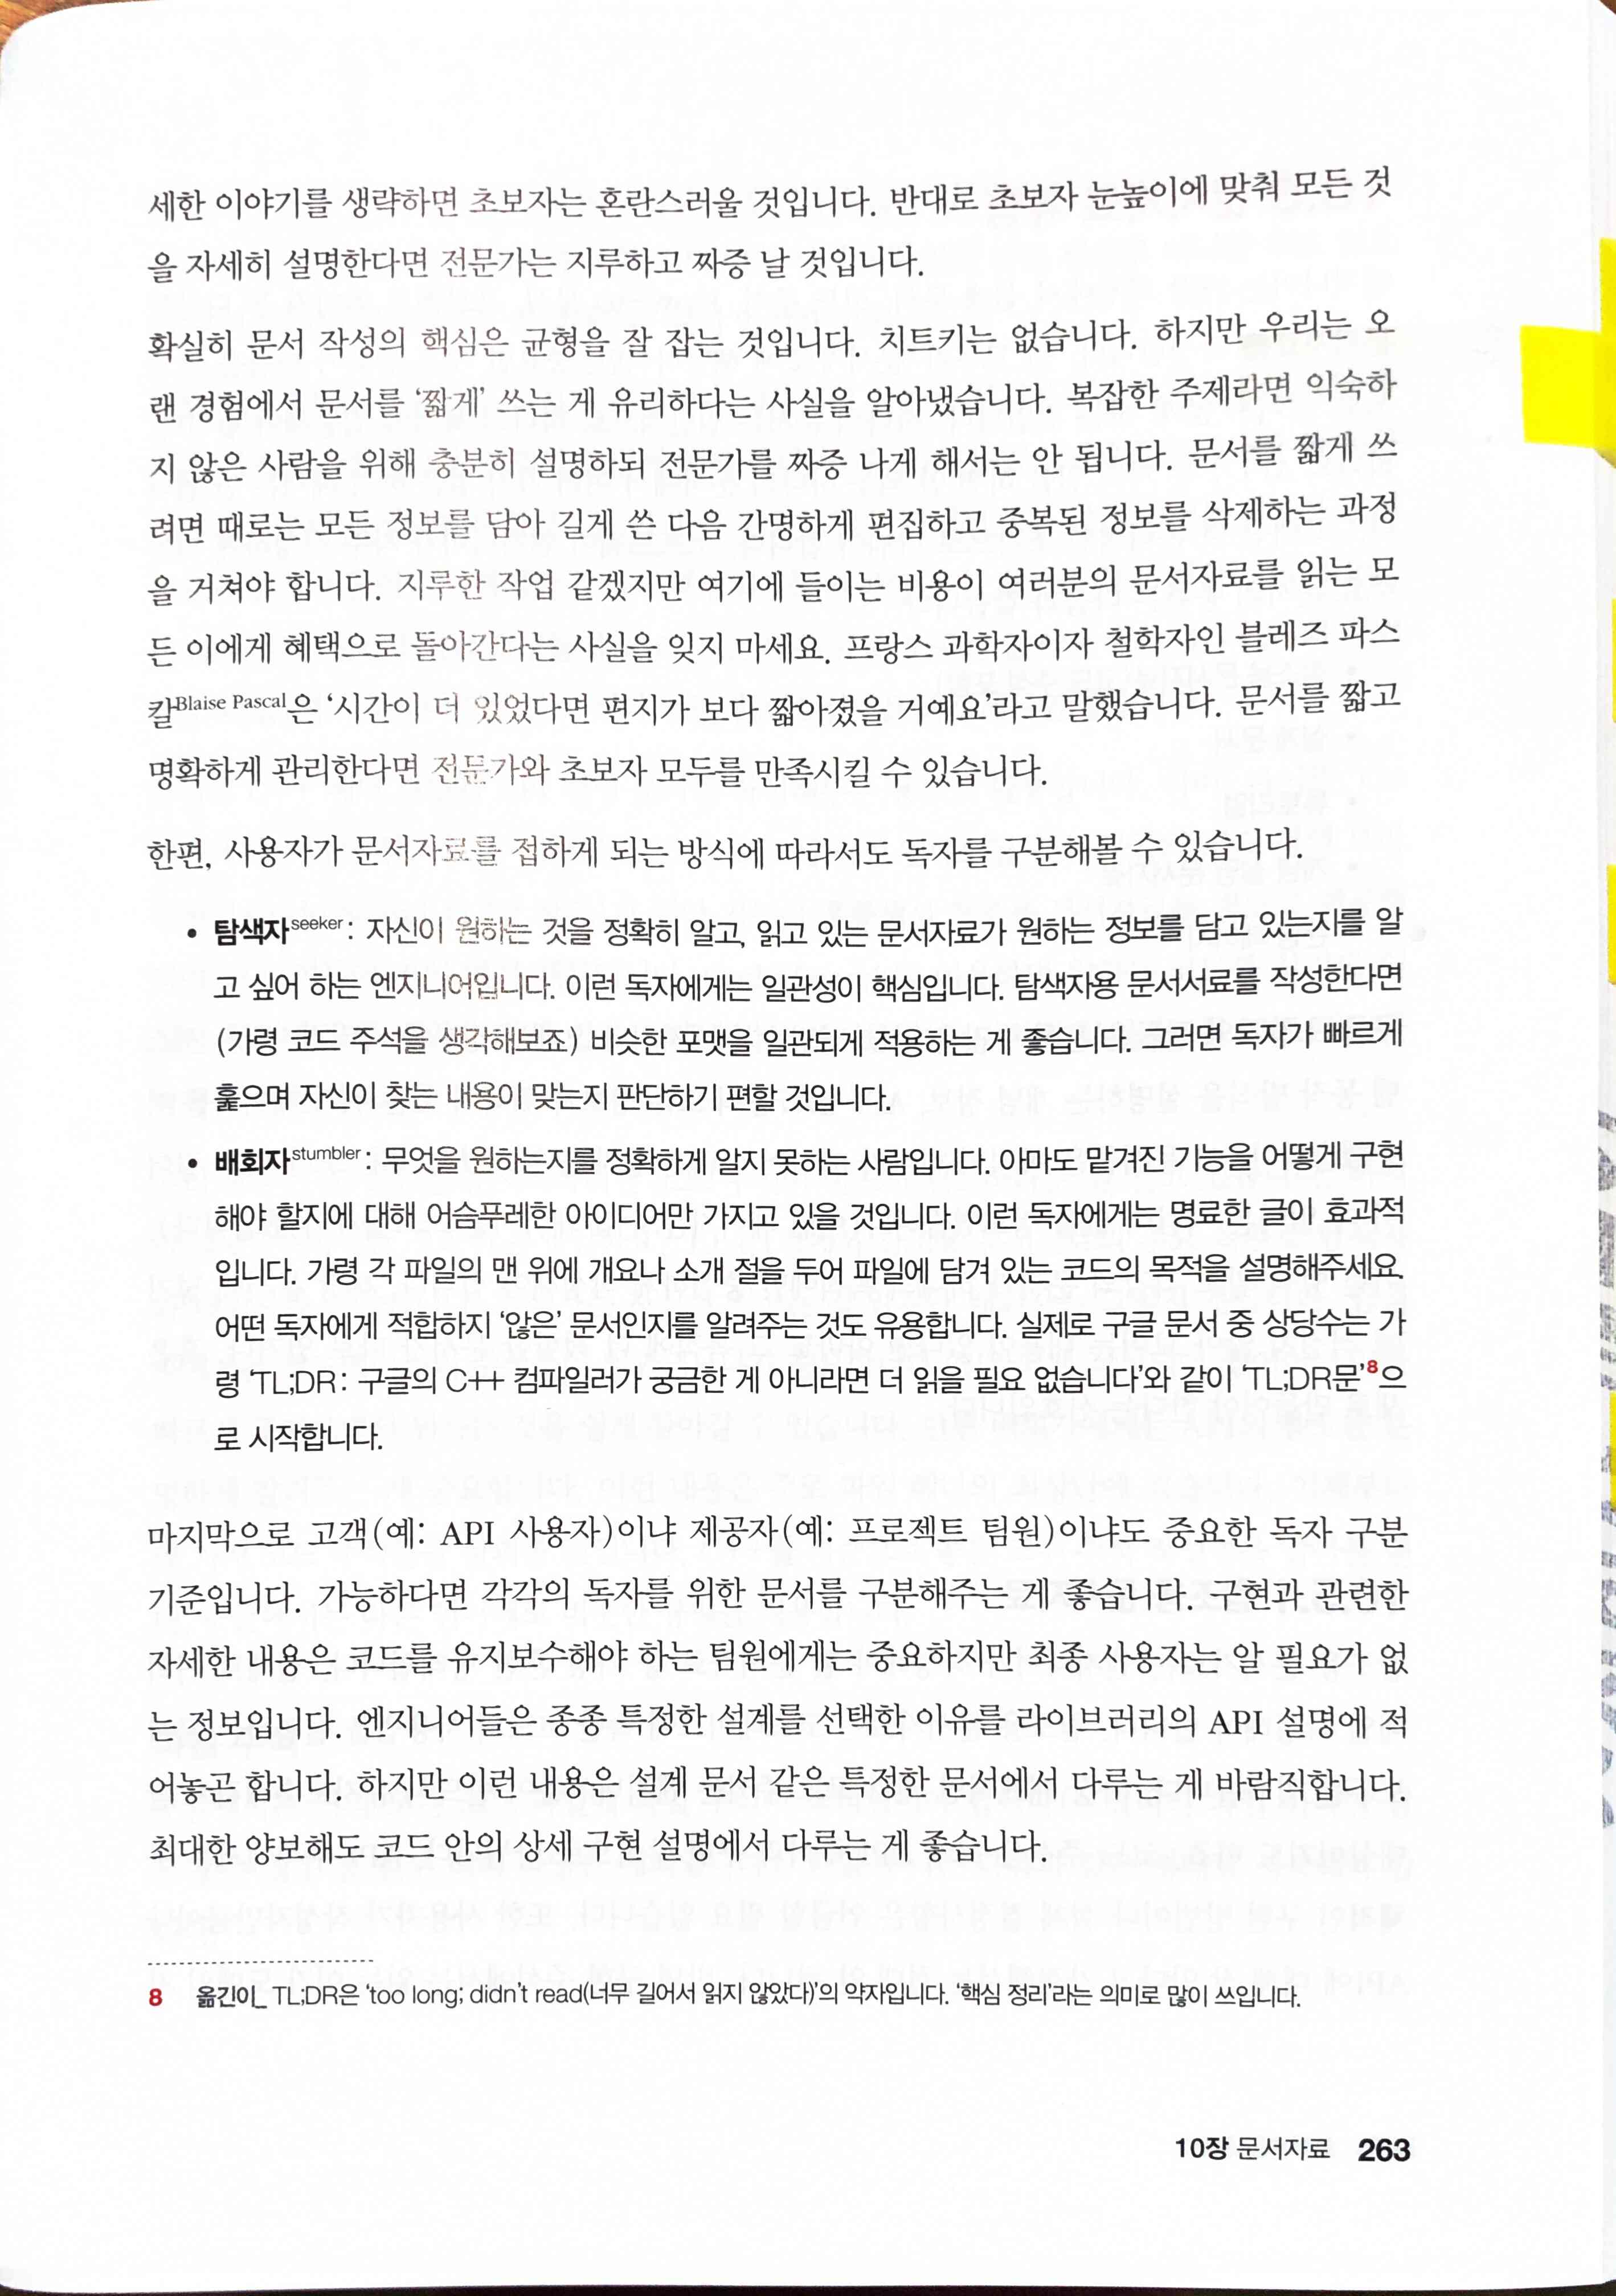 세한 이야기를 생략하면 초보자는 혼란스러울 것입니다. 반대로 초보자 눈높이에 맞춰 모든 것
을 자세히 설명한다면 전문가는 지루하고 짜증 날 것입니다.
확실히 문서 작성의 핵심은 균형을 잘 잡는 것입니다. 치트키는 없습니다. 하지만 우리는 오
랜 경험에서 문서를 ‘짧게’ 쓰는 게 유리하다는 사실을 알아냈습니다. 복잡한 주제라면 익숙하
지 않은 사람을 위해 충분히 설명하되 전문가를 짜증 나게 해서는 안 됩니다. 문서를 짧게 쓰
려면 때로는 모든 정보를 담아 길게 쓴 다음 간명하게 편집하고 중복된 정보를 삭제하는 과정
을 거쳐야 합니다. 지루한 작업 같겠지만 여기에 들이는 비용이 여러분의 문서자료를 읽는 모
든 이에게 혜택으로 돌아간다는 사실을 잊지 마세요. 프랑스 과학자이자 철학자인 블레즈 파스
칼Blaise Pascal은 ‘시간이 더 있었다면 편지가 보다 짧아졌을 거예요’라고 말했습니다. 문서를 짧고
명확하게 관리한다면 전문가와 초보자 모두를 만족시킬 수 있습니다.
한편, 사용자가 문서자료를 접하게 되는 방식에 따라서도 독자를 구분해볼 수 있습니다.
• 탐색자seeker: 자신이 원하는 것을 정확히 알고, 읽고 있는 문서자료가 원하는 정보를 담고 있는지를 알
고 싶어 하는 엔지니어입니다. 이런 독자에게는 일관성이 핵심입니다. 탐색자용 문서서료를 작성한다면
(가령 코드 주석을 생각해보죠) 비슷한 포맷을 일관되게 적용하는 게 좋습니다. 그러면 독자가 빠르게
훑으며 자신이 찾는 내용이 맞는지 판단하기 편할 것입니다.
• 배회자stumbler: 무엇을 원하는지를 정확하게 알지 못하는 사람입니다. 아마도 맡겨진 기능을 어떻게 구현
해야 할지에 대해 어슴푸레한 아이디어만 가지고 있을 것입니다. 이런 독자에게는 명료한 글이 효과적
입니다. 가령 각 파일의 맨 위에 개요나 소개 절을 두어 파일에 담겨 있는 코드의 목적을 설명해주세요.
어떤 독자에게 적합하지 ‘않은’ 문서인지를 알려주는 것도 유용합니다. 실제로 구글 문서 중 상당수는 가
령 ‘TL;DR: 구글의 C++ 컴파일러가 궁금한 게 아니라면 더 읽을 필요 없습니다’와 같이 ‘TL;DR문’8으
로 시작합니다.
마지막으로 고객(예: API 사용자)이냐 제공자(예: 프로젝트 팀원)이냐도 중요한 독자 구분
기준입니다. 가능하다면 각각의 독자를 위한 문서를 구분해주는 게 좋습니다. 구현과 관련한
자세한 내용은 코드를 유지보수해야 하는 팀원에게는 중요하지만 최종 사용자는 알 필요가 없
는 정보입니다. 엔지니어들은 종종 특정한 설계를 선택한 이유를 라이브러리의 API 설명에 적
어놓곤 합니다. 하지만 이런 내용은 설계 문서 같은 특정한 문서에서 다루는 게 바람직합니다.
최대한 양보해도 코드 안의 상세 구현 설명에서 다루는 게 좋습니다.
8 옮긴이_ TL;DR은 ‘too long; didn’t read(너무 길어서 읽지 않았다)’의 약자입니다. ‘핵심 정리’라는 의미로 많이 쓰입니다.
10장 문서자료 263